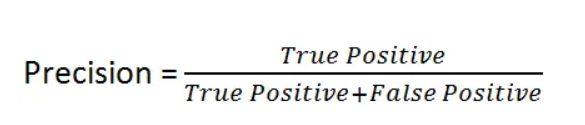 True Positive
Precision =
True Positive+False Positive